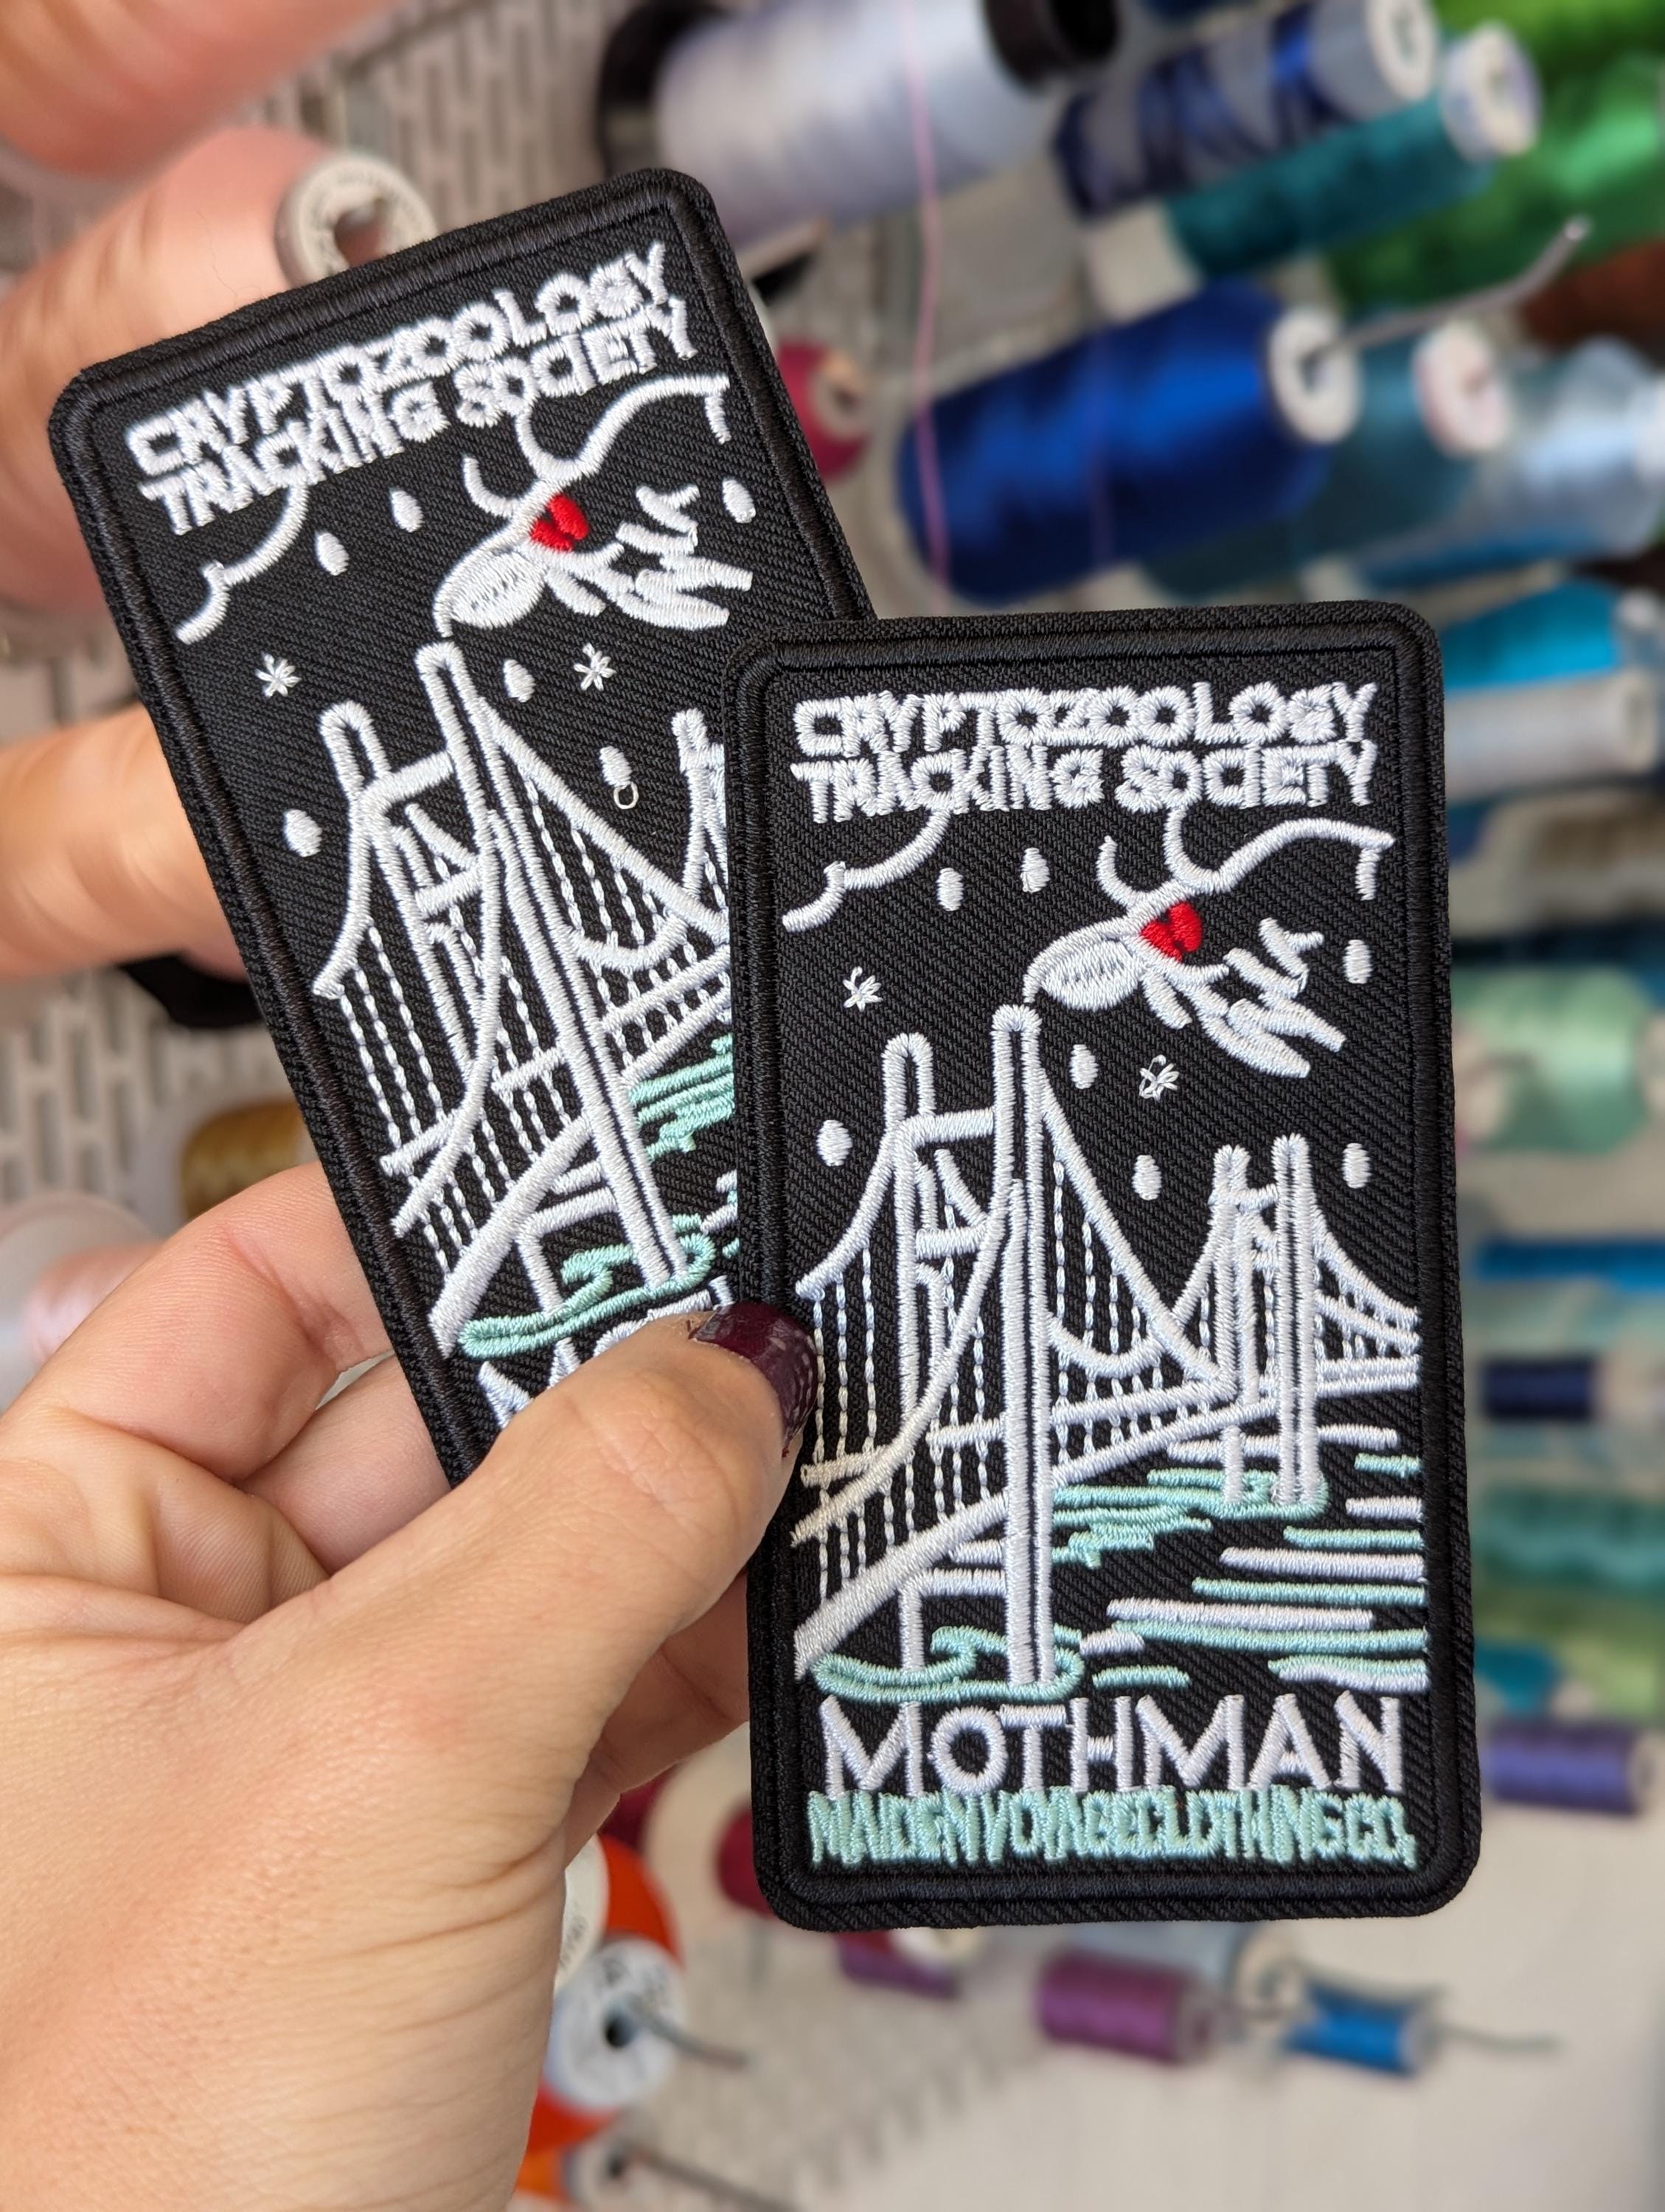 CRYPTOZOOLOGY
TRACKING SOCIETY
CRYPTOZOOLOGY
TRACKING SOCIETY
MOTHMAN
MAIDEN VOYAGE CLOTHING CO.